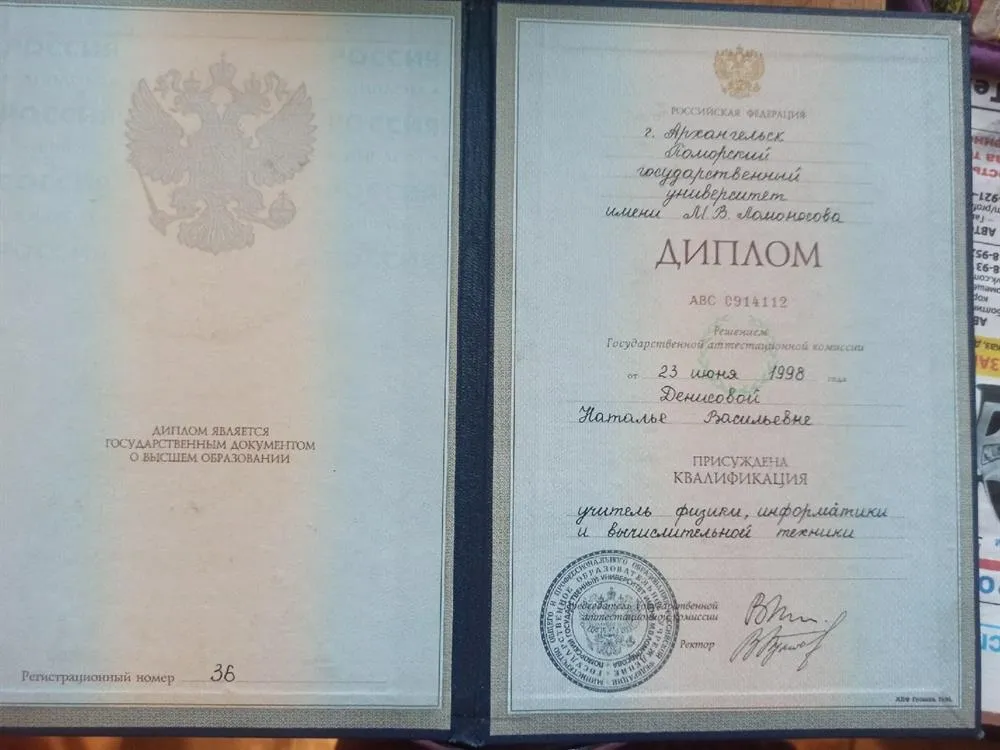 ДИПЛОМ ЯВЛЯЕТСЯ
ГОСУДАРСТВЕННЫМ ДОКУМЕНТОМ
О ВЫСШЕМ ОБРАЗОВАНИИ
Регистрационный номер 36
РОССИЙСКАЯ ФЕДЕРАЦИЯ
г. Архангельск
Поморский
государственный
университет
имени М.В. Ломоносова
ДИПЛОМ
АВС 0914112
Решением
Государственной аттестационной комиссии
от 23 июня 1998 года
Денисовой
Наталье Васильевне
ПРИСУЖДЕНА
КВАЛИФИКАЦИЯ
учитель физики, информатики
и вычислительной техники
Председатель Государственной
аттестационной комиссии
Ректор